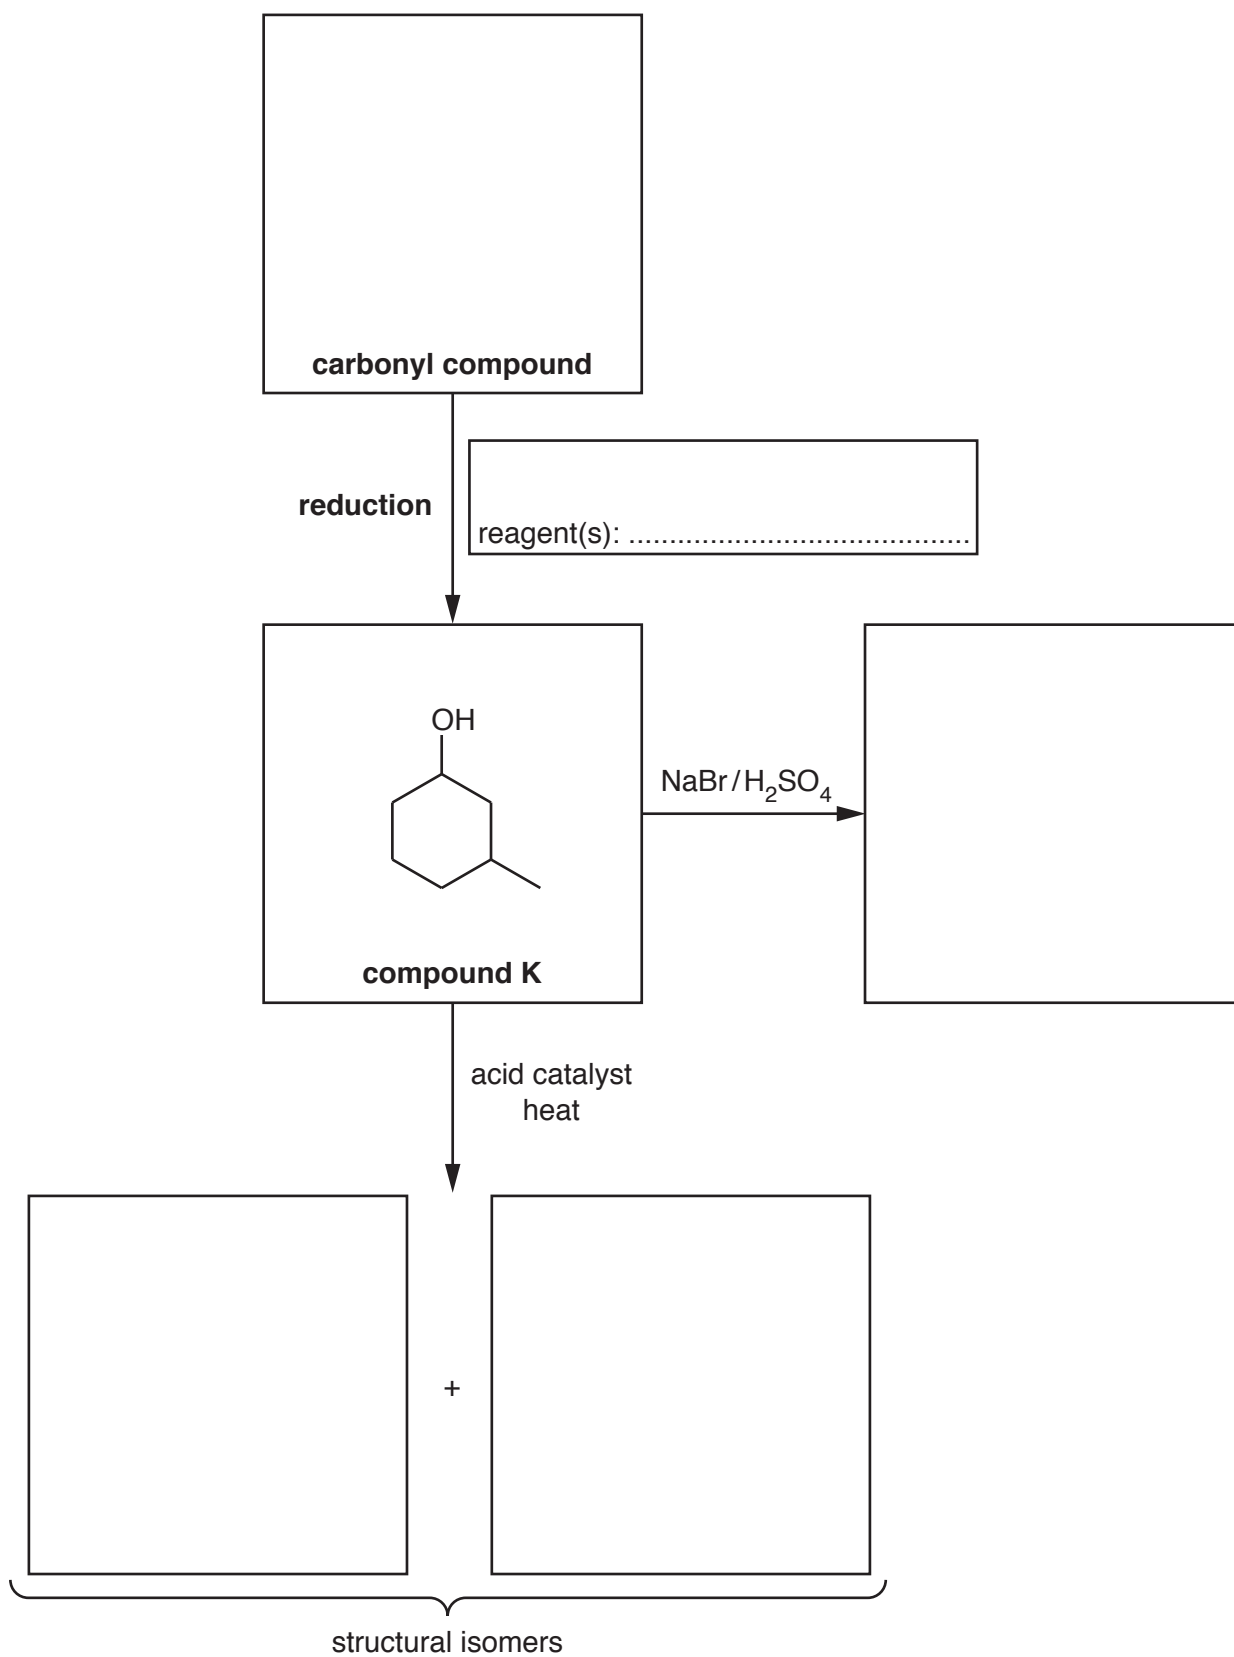 carbonyl compound
reduction
reagent(s): .........................................
OH
NaBr/H₂SO₄
compound K
acid catalyst
heat
+
structural isomers